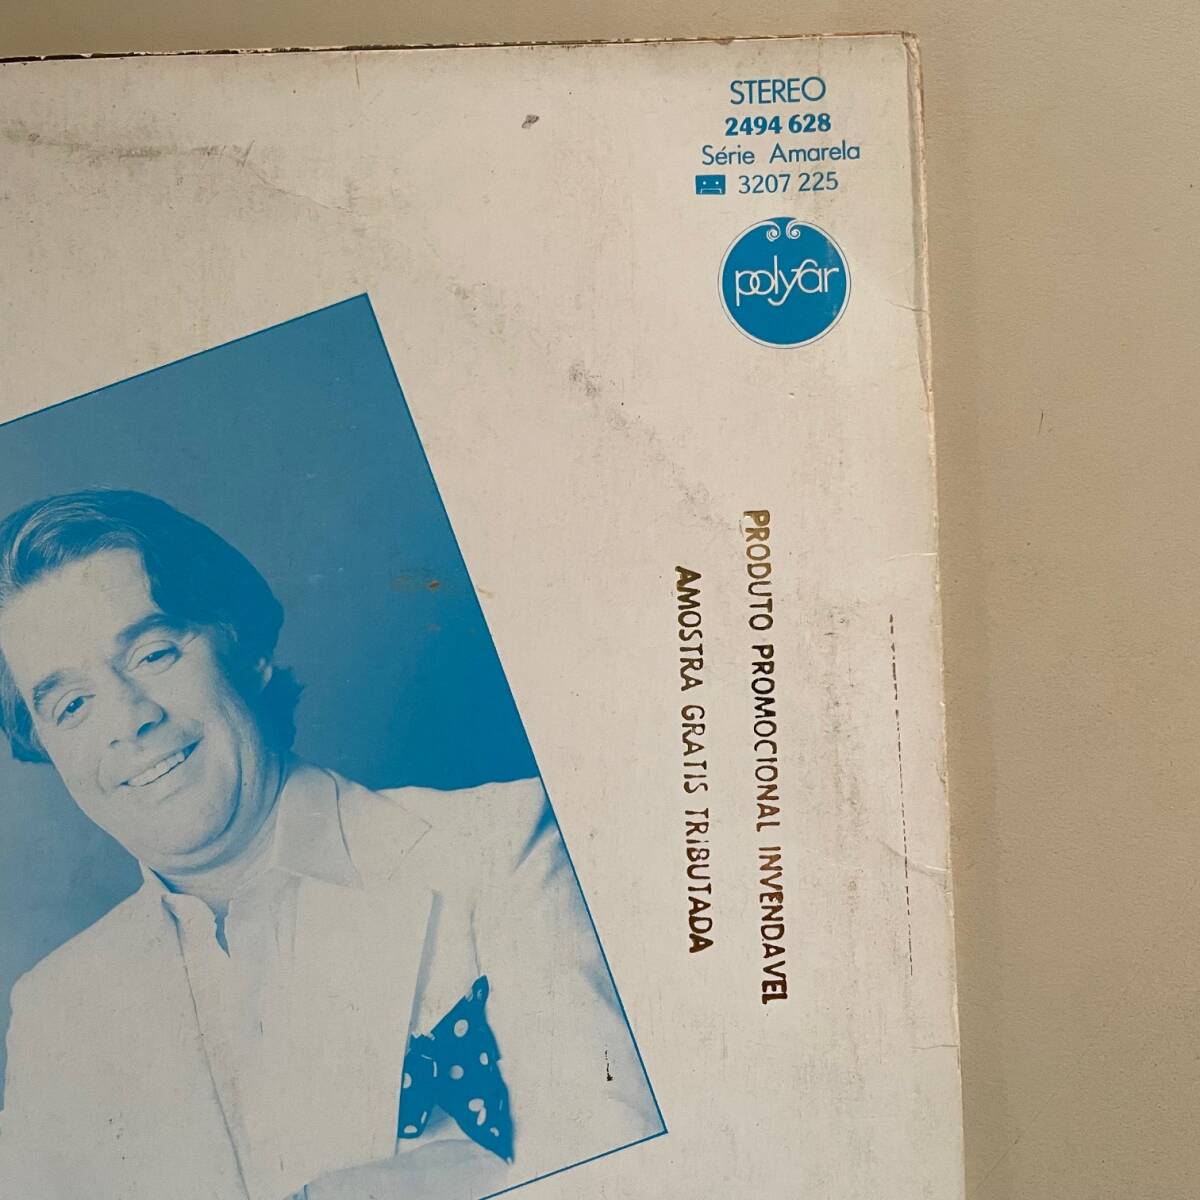 STEREO
2494 628
Série Amarela
3207 225
polyfar
PRODUTO PROMOCIONAL INVENDAVEL
AMOSTRA GRATIS TRIBUTADA